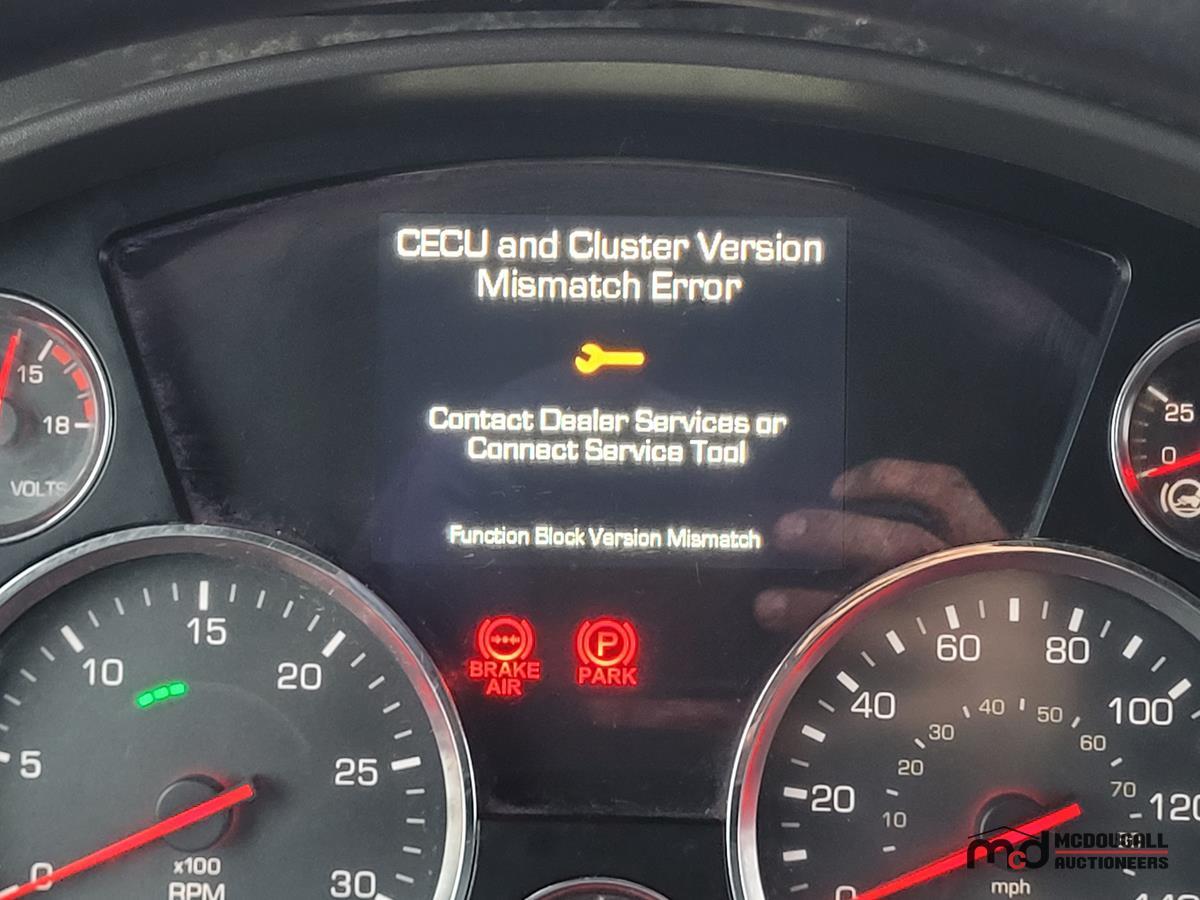 CECU and Cluster Version
Mismatch Error
Contact Dealer Services or
Connect Service Tool
Function Block Version Mismatch
BRAKE
AIR
P
PARK
15
18
VOLTS
25
0
0
5
10
15
20
25
30
x100
RPM
0
20
40
60
80
100
120
10
20
30
40
50
60
70
mph
MCDOUGALL
AUCTIONEERS
mcd